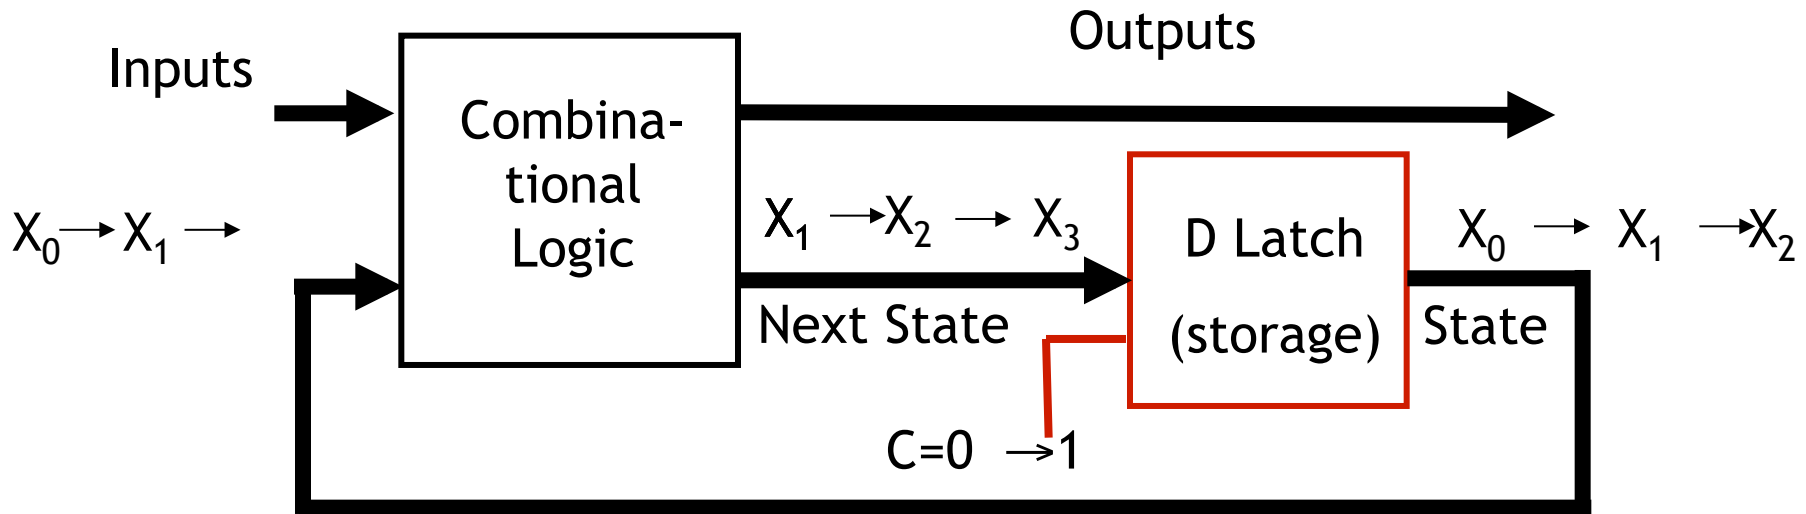 Outputs
Inputs
Combina-
tional
Logic
X₀ → X₁ →
X₁ → X₂ → X₃
D Latch
(storage)
X₀ → X₁ → X₂
Next State
State
C=0 → 1